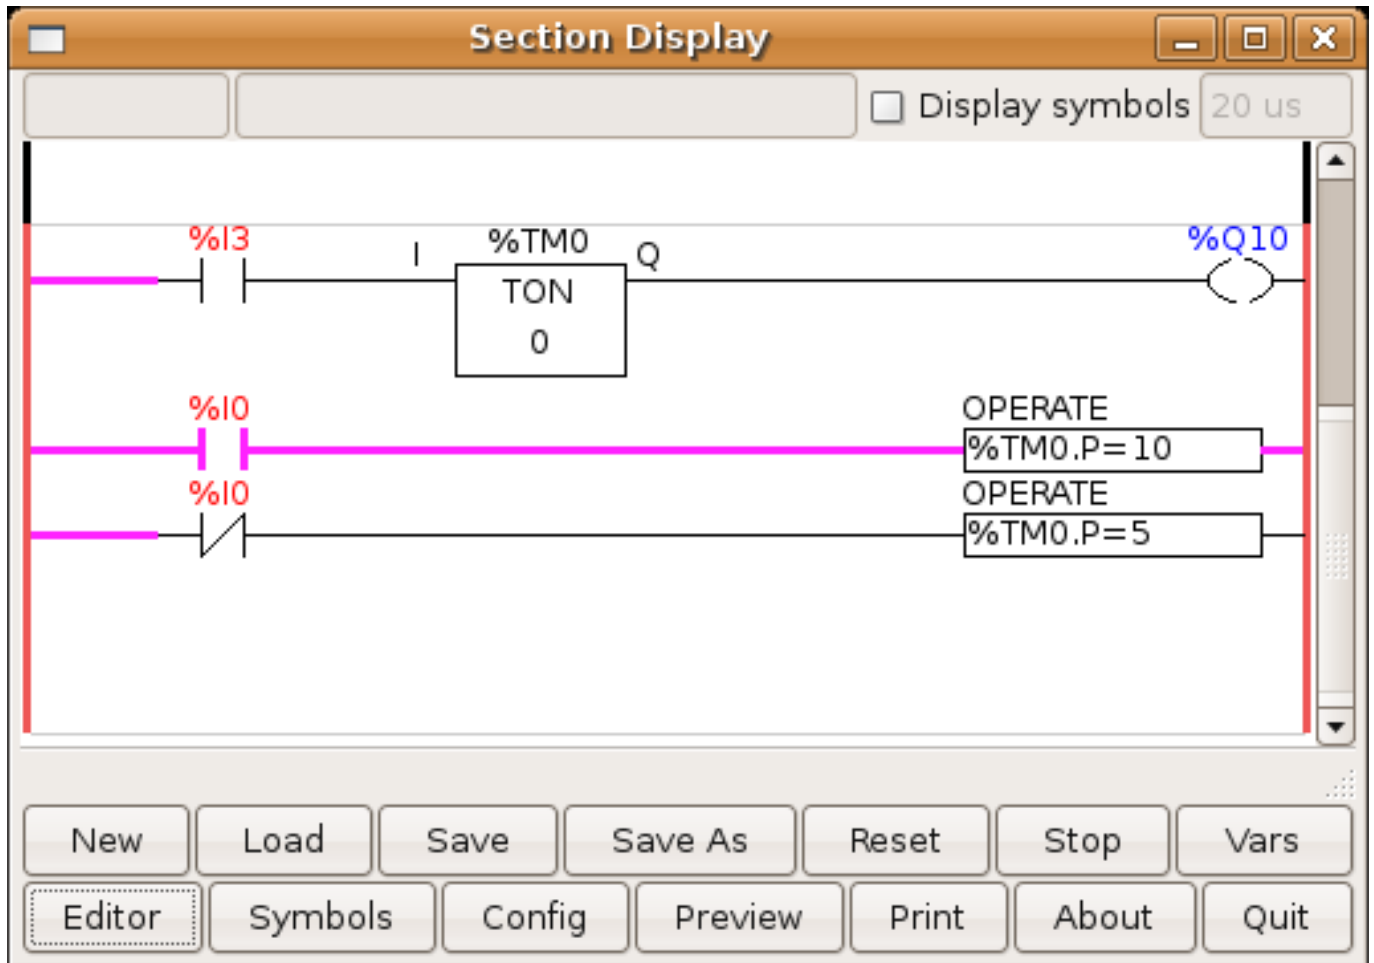 Section Display
Display symbols 20 us
%I3 I %TM0 Q %Q10
TON
0
%I0 OPERATE
%TM0.P=10
%I0 OPERATE
%TM0.P=5
New Load Save Save As Reset Stop Vars
Editor Symbols Config Preview Print About Quit